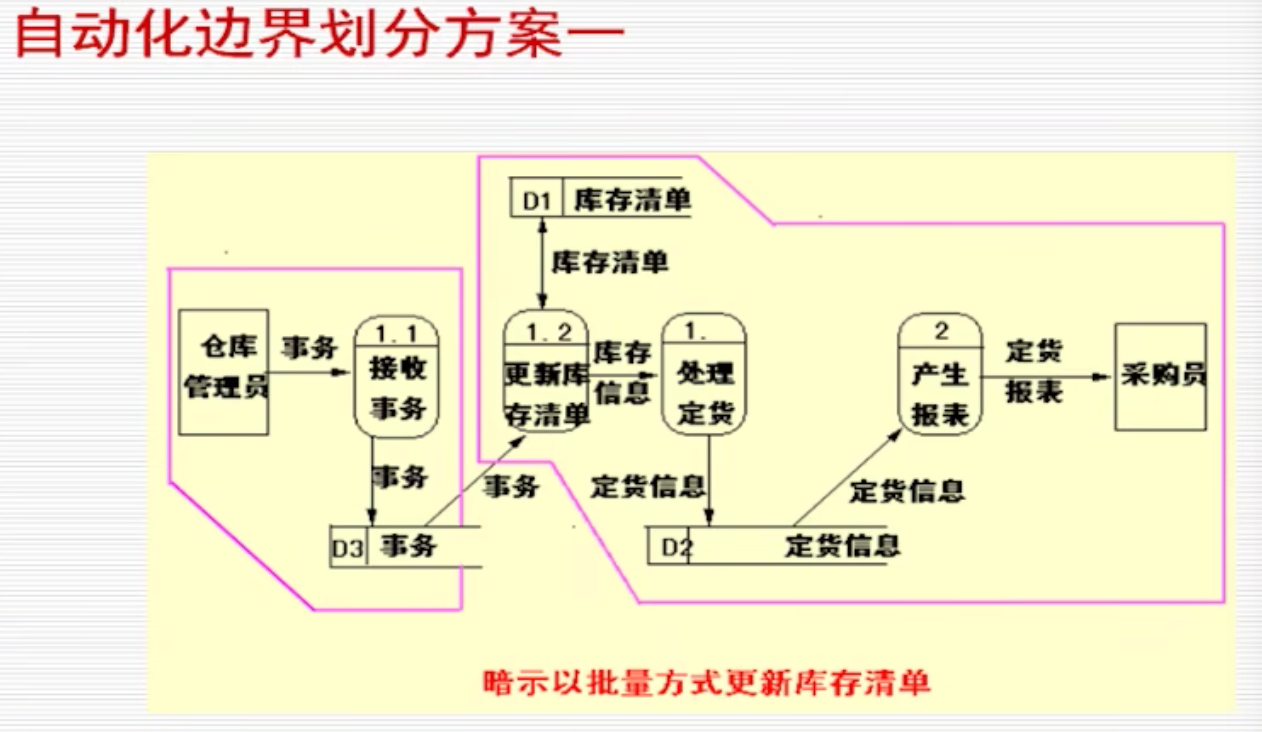 自动化边界划分方案一
D1 库存清单
库存清单
仓库
管理员
事务
1.1
接收
事务
1.2
更新库
存清单
库存
信息
1.
处理
定货
2
产生
报表
定货
报表
采购员
事务
事务
定货信息
定货信息
D3 事务
D2 定货信息
暗示以批量方式更新库存清单